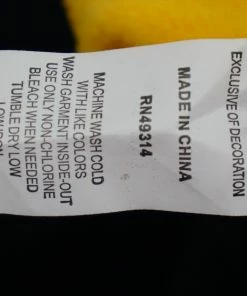 EXCLUSIVE OF DECORATION
MADE IN CHINA
RN49314
MACHINE WASH COLD
WITH LIKE COLORS
WASH GARMENT INSIDE-OUT
USE ONLY NON-CHLORINE
BLEACH WHEN NEEDED
TUMBLE DRY LOW